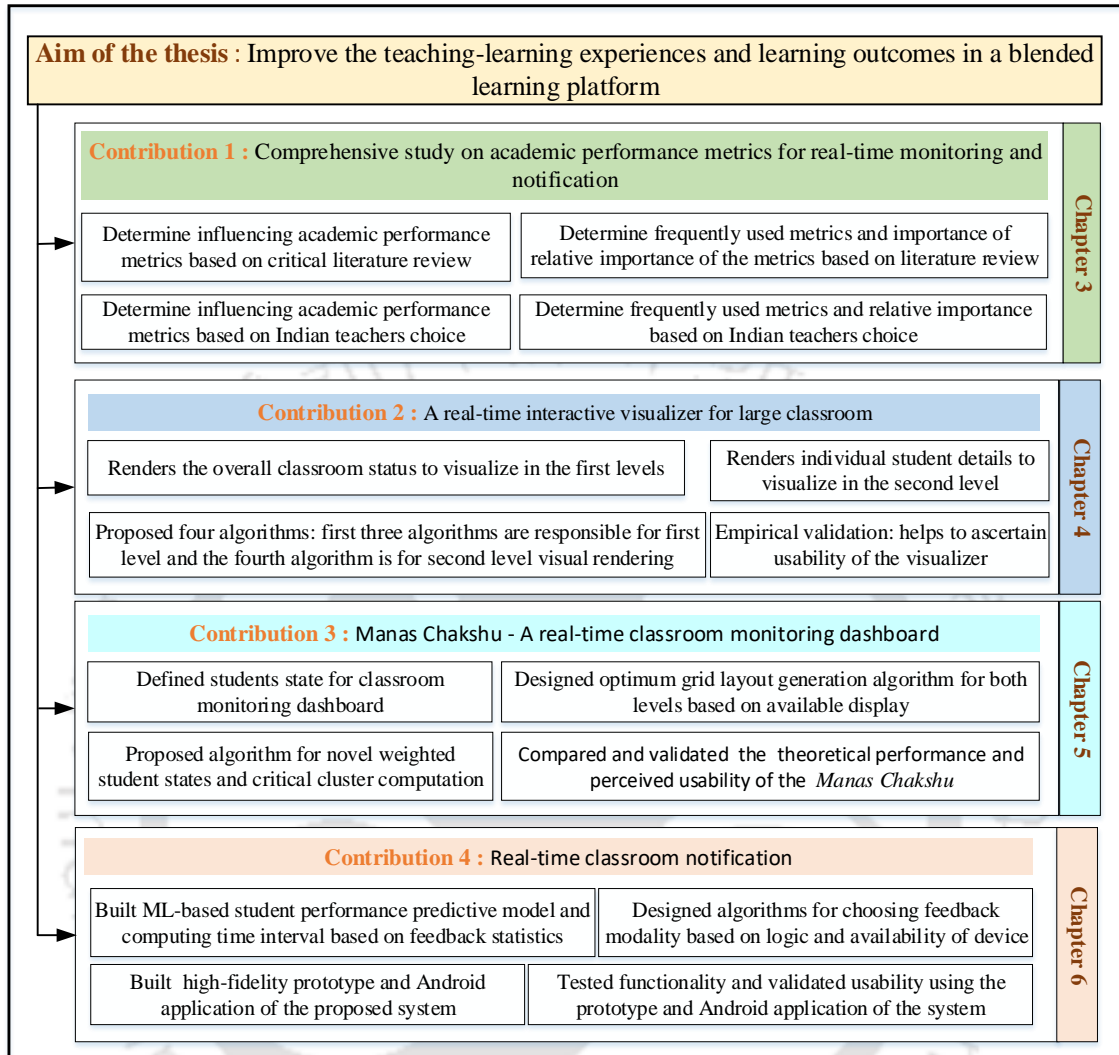 Aim of the thesis : Improve the teaching-learning experiences and learning outcomes in a blended
learning platform
Contribution 1 : Comprehensive study on academic performance metrics for real-time monitoring and
notification
Determine influencing academic performance
metrics based on critical literature review
Determine frequently used metrics and importance of
relative importance of the metrics based on literature review
Determine influencing academic performance
metrics based on Indian teachers choice
Determine frequently used metrics and relative importance
based on Indian teachers choice
Chapter 3
Contribution 2 : A real-time interactive visualizer for large classroom
Renders the overall classroom status to visualize in the first levels
Renders individual student details to
visualize in the second level
Proposed four algorithms: first three algorithms are responsible for first
level and the fourth algorithm is for second level visual rendering
Empirical validation: helps to ascertain
usability of the visualizer
Chapter 4
Contribution 3 : Manas Chakshu - A real-time classroom monitoring dashboard
Defined students state for classroom
monitoring dashboard
Designed optimum grid layout generation algorithm for both
levels based on available display
Proposed algorithm for novel weighted
student states and critical cluster computation
Compared and validated the theoretical performance and
perceived usability of the Manas Chakshu
Chapter 5
Contribution 4 : Real-time classroom notification
Built ML-based student performance predictive model and
computing time interval based on feedback statistics
Designed algorithms for choosing feedback
modality based on logic and availability of device
Built high-fidelity prototype and Android
application of the proposed system
Tested functionality and validated usability using the
prototype and Android application of the system
Chapter 6